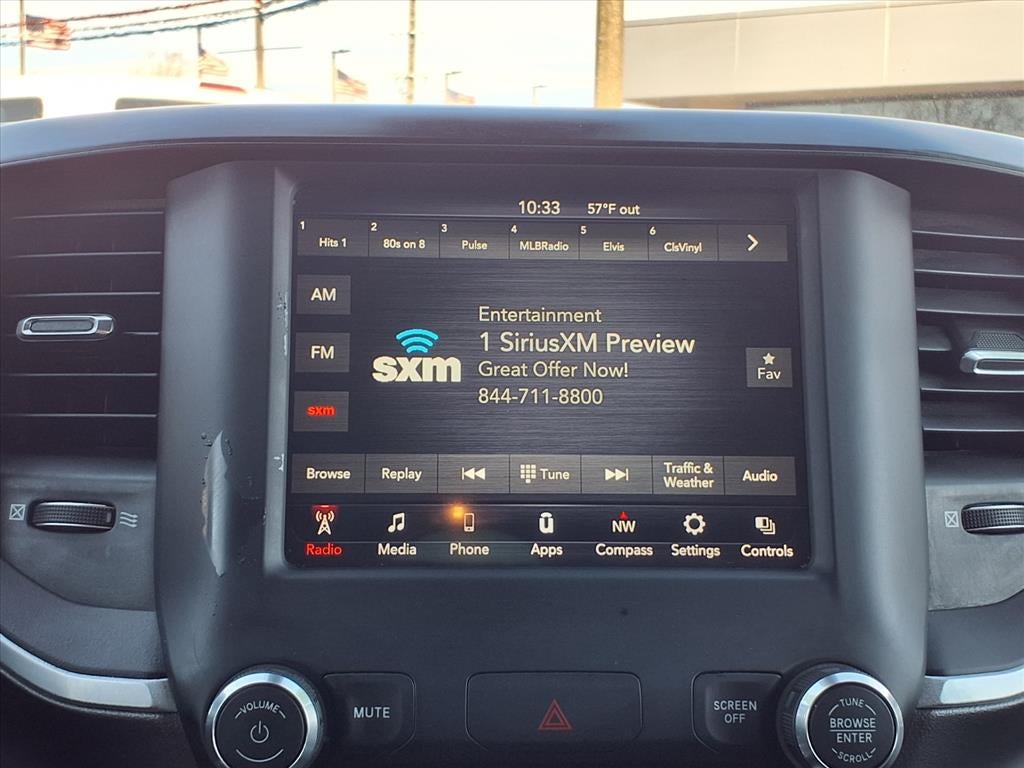 10:33 57°F out
1 Hits 1 2 80s on 8 3 Pulse 4 MLBRadio 5 Elvis 6 ClsVinyl
AM
FM
sxm
sxm
Entertainment
1 SiriusXM Preview
Great Offer Now!
844-711-8800
Fav
Browse Replay Tune Traffic & Weather Audio
NW
Radio Media Phone Apps Compass Settings Controls
VOLUME
MUTE
SCREEN
OFF
TUNE
BROWSE
ENTER
SCROLL